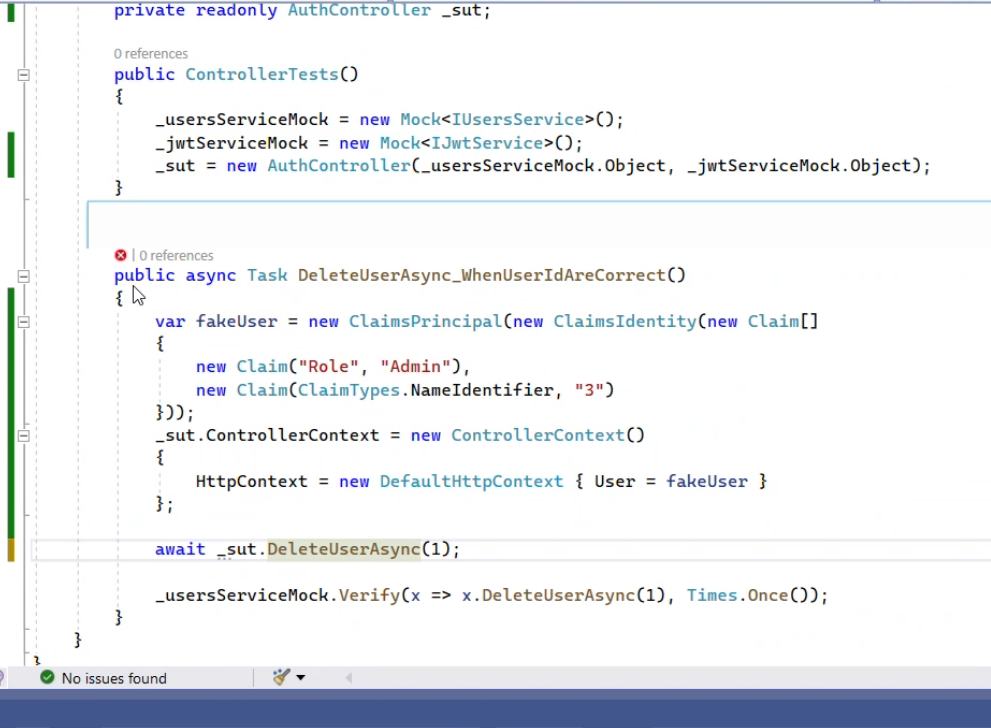 private readonly AuthController _sut;
0 references
public ControllerTests()
{
_usersServiceMock = new Mock<IUsersService>();
_jwtServiceMock = new Mock<IJwtService>();
_sut = new AuthController(_usersServiceMock.Object, _jwtServiceMock.Object);
}
| 0 references
public async Task DeleteUserAsync_WhenUserIdAreCorrect()
{
var fakeUser = new ClaimsPrincipal(new ClaimsIdentity(new Claim[]
{
new Claim("Role", "Admin"),
new Claim(ClaimTypes.NameIdentifier, "3")
}));
_sut.ControllerContext = new ControllerContext()
{
HttpContext = new DefaultHttpContext { User = fakeUser }
};
await _sut.DeleteUserAsync(1);
_usersServiceMock.Verify(x => x.DeleteUserAsync(1), Times.Once());
}
}
}
No issues found